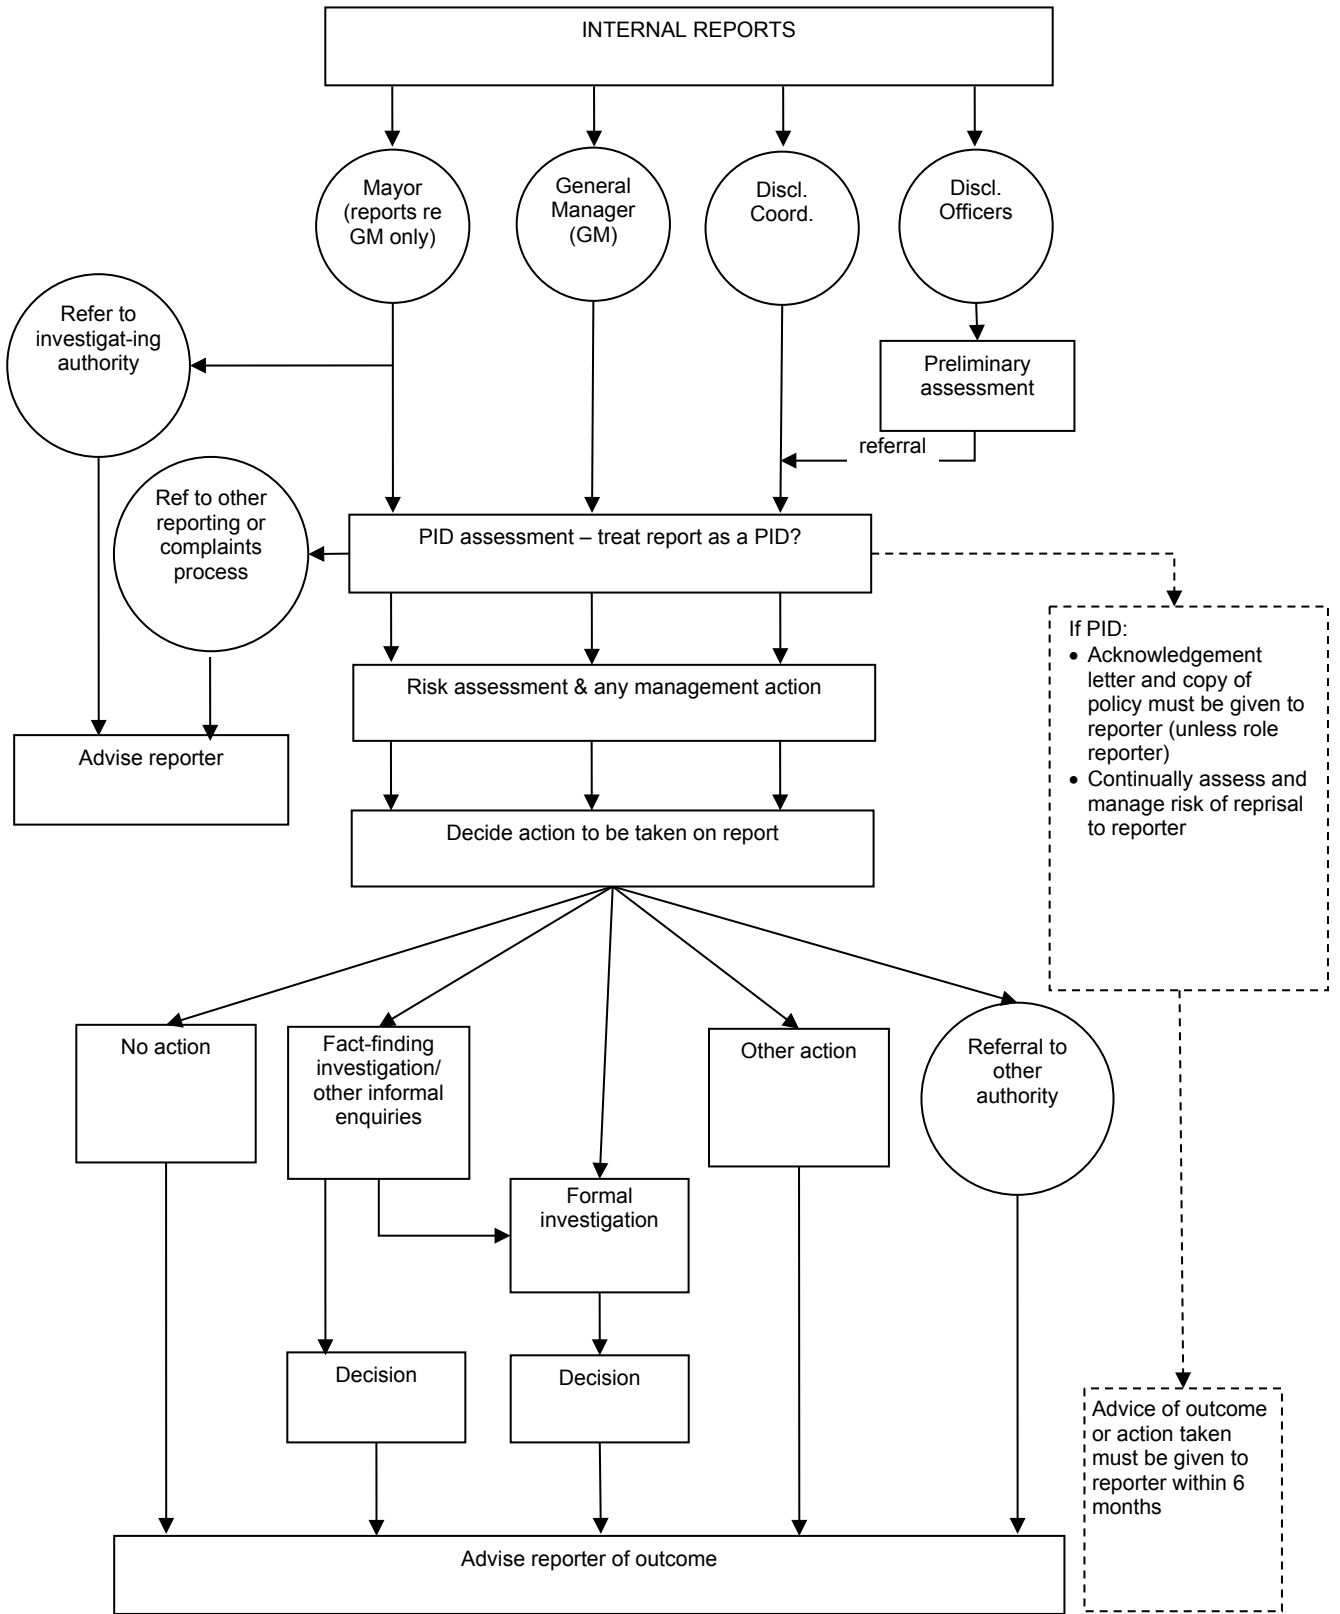 INTERNAL REPORTS
Mayor
(reports re
GM only)
General
Manager
(GM)
Discl.
Coord.
Discl.
Officers
Refer to
investigat-ing
authority
Preliminary
assessment
referral
Ref to other
reporting or
complaints
process
PID assessment – treat report as a PID?
If PID:
• Acknowledgement
letter and copy of
policy must be given to
reporter (unless role
reporter)
• Continually assess and
manage risk of reprisal
to reporter
Risk assessment & any management action
Advise reporter
Decide action to be taken on report
No action
Fact-finding
investigation/
other informal
enquiries
Other action
Referral to
other
authority
Formal
investigation
Decision
Decision
Advice of outcome
or action taken
must be given to
reporter within 6
months
Advise reporter of outcome